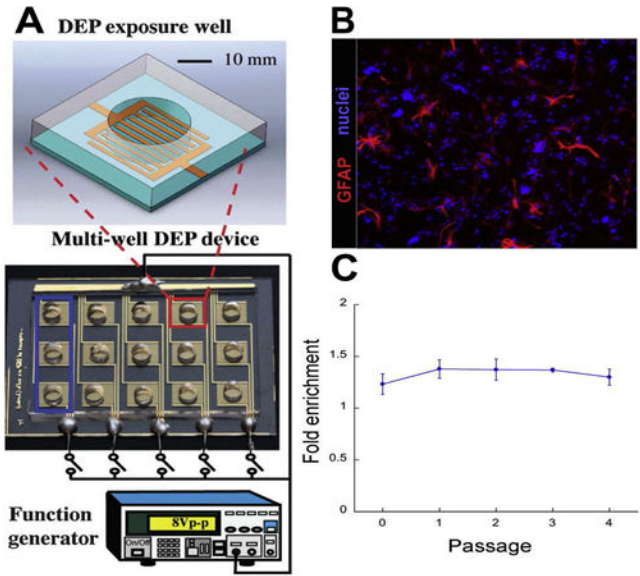 A
DEP exposure well
10 mm
Multi-well DEP device
Function
generator
8Vp-p
On/Off
B
GFAP nuclei
C
Fold enrichment
2
1.5
1
0.5
0
0 1 2 3 4
Passage